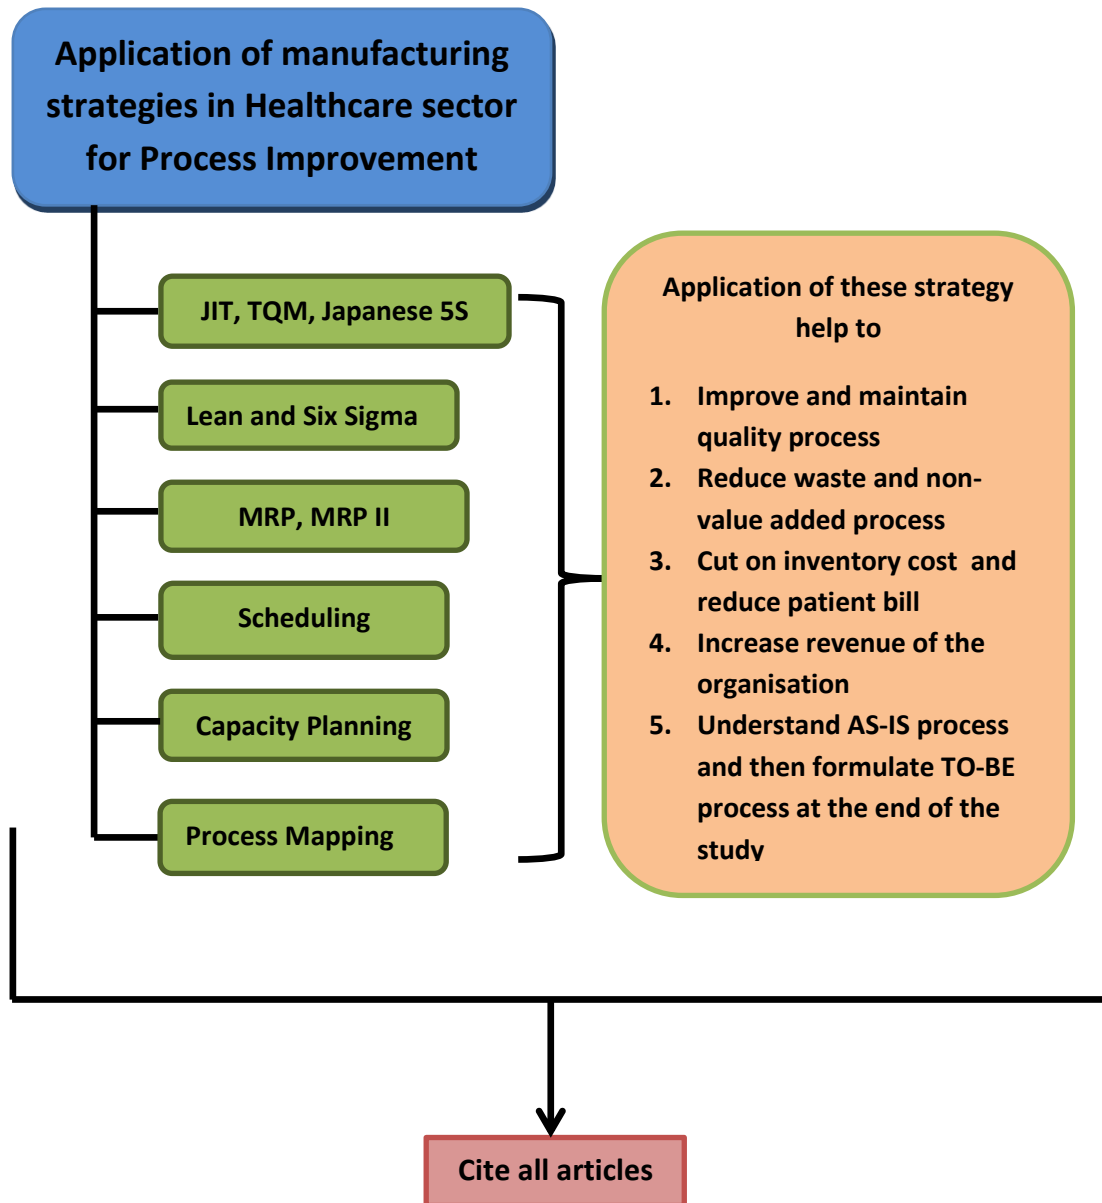 Application of manufacturing
strategies in Healthcare sector
for Process Improvement
JIT, TQM, Japanese 5S
Lean and Six Sigma
MRP, MRP II
Scheduling
Capacity Planning
Process Mapping
Application of these strategy
help to
1. Improve and maintain
quality process
2. Reduce waste and non-
value added process
3. Cut on inventory cost and
reduce patient bill
4. Increase revenue of the
organisation
5. Understand AS-IS process
and then formulate TO-BE
process at the end of the
study
Cite all articles